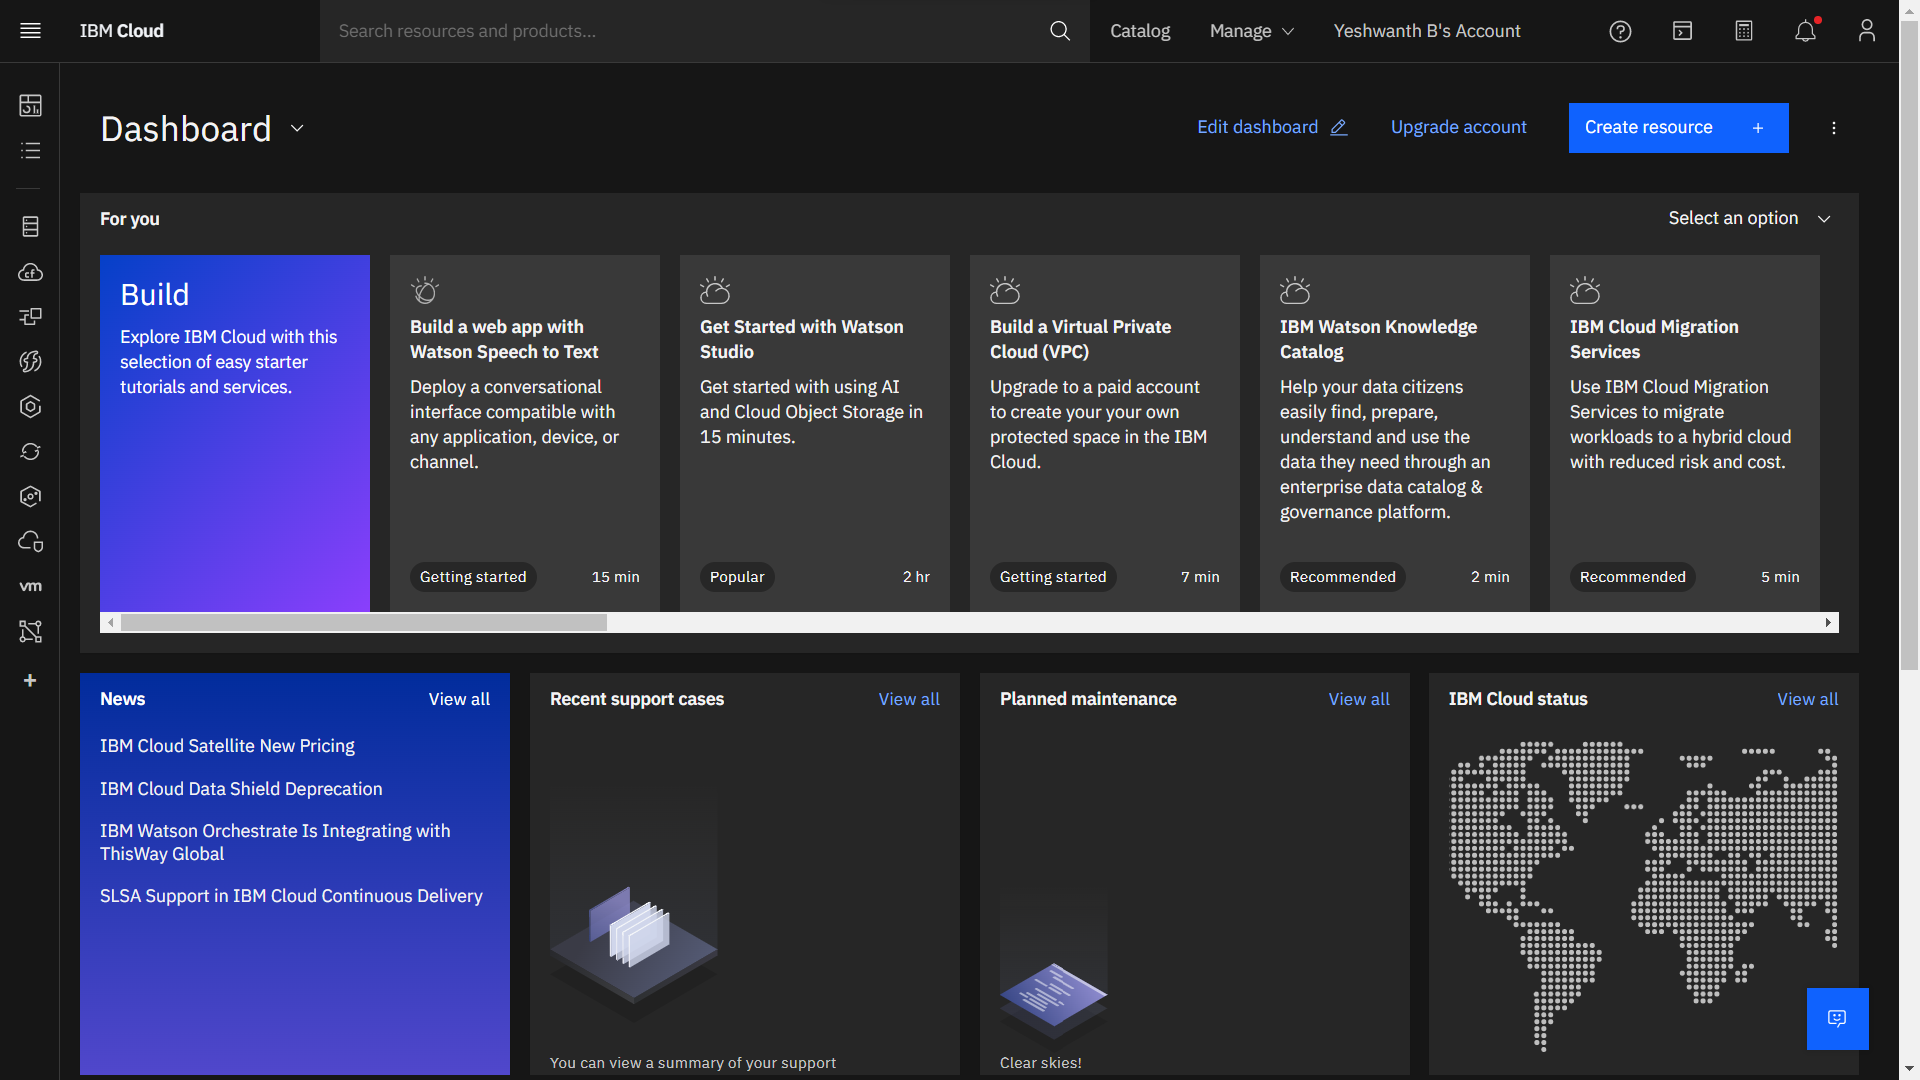 IBM Cloud
Search resources and products...
Catalog
Manage
Yeshwanth B's Account
Dashboard
Edit dashboard
Upgrade account
Create resource +
For you
Select an option
Build
Explore IBM Cloud with this
selection of easy starter
tutorials and services.
Build a web app with
Watson Speech to Text
Deploy a conversational
interface compatible with
any application, device, or
channel.
Getting started
15 min
Get Started with Watson
Studio
Get started with using AI
and Cloud Object Storage in
15 minutes.
Popular
2 hr
Build a Virtual Private
Cloud (VPC)
Upgrade to a paid account
to create your your own
protected space in the IBM
Cloud.
Getting started
7 min
IBM Watson Knowledge
Catalog
Help your data citizens
easily find, prepare,
understand and use the
data they need through an
enterprise data catalog &
governance platform.
Recommended
2 min
IBM Cloud Migration
Services
Use IBM Cloud Migration
Services to migrate
workloads to a hybrid cloud
with reduced risk and cost.
Recommended
5 min
vm
News
View all
IBM Cloud Satellite New Pricing
IBM Cloud Data Shield Deprecation
IBM Watson Orchestrate Is Integrating with
ThisWay Global
SLSA Support in IBM Cloud Continuous Delivery
Recent support cases
View all
You can view a summary of your support
Planned maintenance
View all
Clear skies!
IBM Cloud status
View all